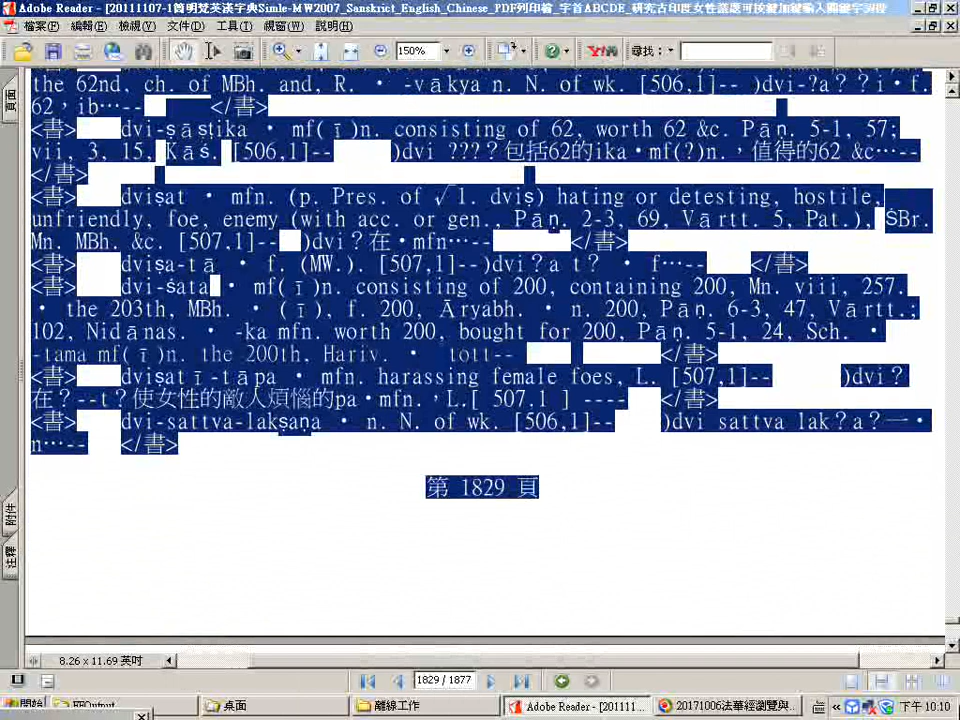 Adobe Reader - [20111107-1簡明梵英漢字典Simle-MW2007_Sanskrict_English_Chinese_PDF列印檔_字首ABCDE_研究古印度女性議題可按鍵輸入關鍵字
檔案(F) 編輯(E) 檢視(V) 文件(D) 工具(T) 視窗(W) 說明(H)
150% 尋找：
頁面
the 62nd, ch. of MBh. and, R. • -vākya n. N. of wk. [506,1]-- )dvi-?a？？i•f.
62，ib…-- </書>
<書> dvi-ṣāṣṭika • mf(ī)n. consisting of 62, worth 62 &c. Pāṇ. 5-1, 57;
vii, 3, 15, Kāś. [506,1]-- )dvi ????包括62的ika•mf(?)n.，值得的62 &c…--
</書>
<書> dviṣat • mfn. (p. Pres. of √1. dviṣ) hating or detesting, hostile,
unfriendly, foe, enemy (with acc. or gen., Pāṇ. 2-3, 69, Vārtt. 5, Pat.), ŚBr.
Mn. MBh. &c. [507.1]-- )dvi？在•mfn…-- </書>
<書> dviṣa-tā • f. (MW.). [507,1]--)dvi？a t？ • f…-- </書>
<書> dvi-śata • mf(ī)n. consisting of 200, containing 200, Mn. viii, 257.
• the 203th, MBh. • (ī), f. 200, Āryabh. • n. 200, Pāṇ. 6-3, 47, Vārtt.;
102, Nidānas. • -ka mfn. worth 200, bought for 200, Pāṇ. 5-1, 24, Sch. •
-tama mf(ī)n. the 200th, Hariv. • tott-- </書>
<書> dviṣatī-tāpa • mfn. harassing female foes, L. [507,1]-- )dvi？
在？--t？使女性的敵人煩惱的pa•mfn.，L.[ 507.1 ] ---- </書>
<書> dvi-sattva-lakṣaṇa • n. N. of wk. [506,1]-- )dvi sattva lak？a？一•
n…-- </書>
第 1829 頁
附件
注釋
8.26 x 11.69 英吋
1829 / 1877
開始 EEOutput 桌面 離線工作 Adobe Reader - [201111... 20171006法華經瀏覽與... 下午 10:10